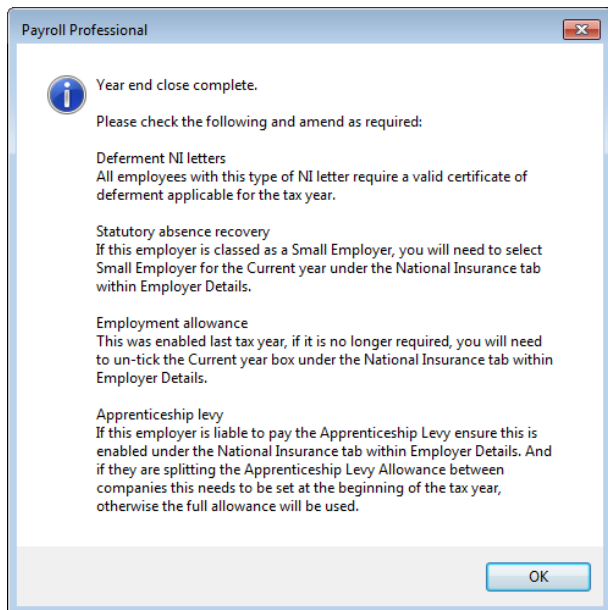 Payroll Professional
Year end close complete.
Please check the following and amend as required:
Deferment NI letters
All employees with this type of NI letter require a valid certificate of
deferment applicable for the tax year.
Statutory absence recovery
If this employer is classed as a Small Employer, you will need to select
Small Employer for the Current year under the National Insurance tab
within Employer Details.
Employment allowance
This was enabled last tax year, if it is no longer required, you will need
to un-tick the Current year box under the National Insurance tab within
Employer Details.
Apprenticeship levy
If this employer is liable to pay the Apprenticeship Levy ensure this is
enabled under the National Insurance tab within Employer Details. And
if they are splitting the Apprenticeship Levy Allowance between
companies this needs to be set at the beginning of the tax year,
otherwise the full allowance will be used.
OK